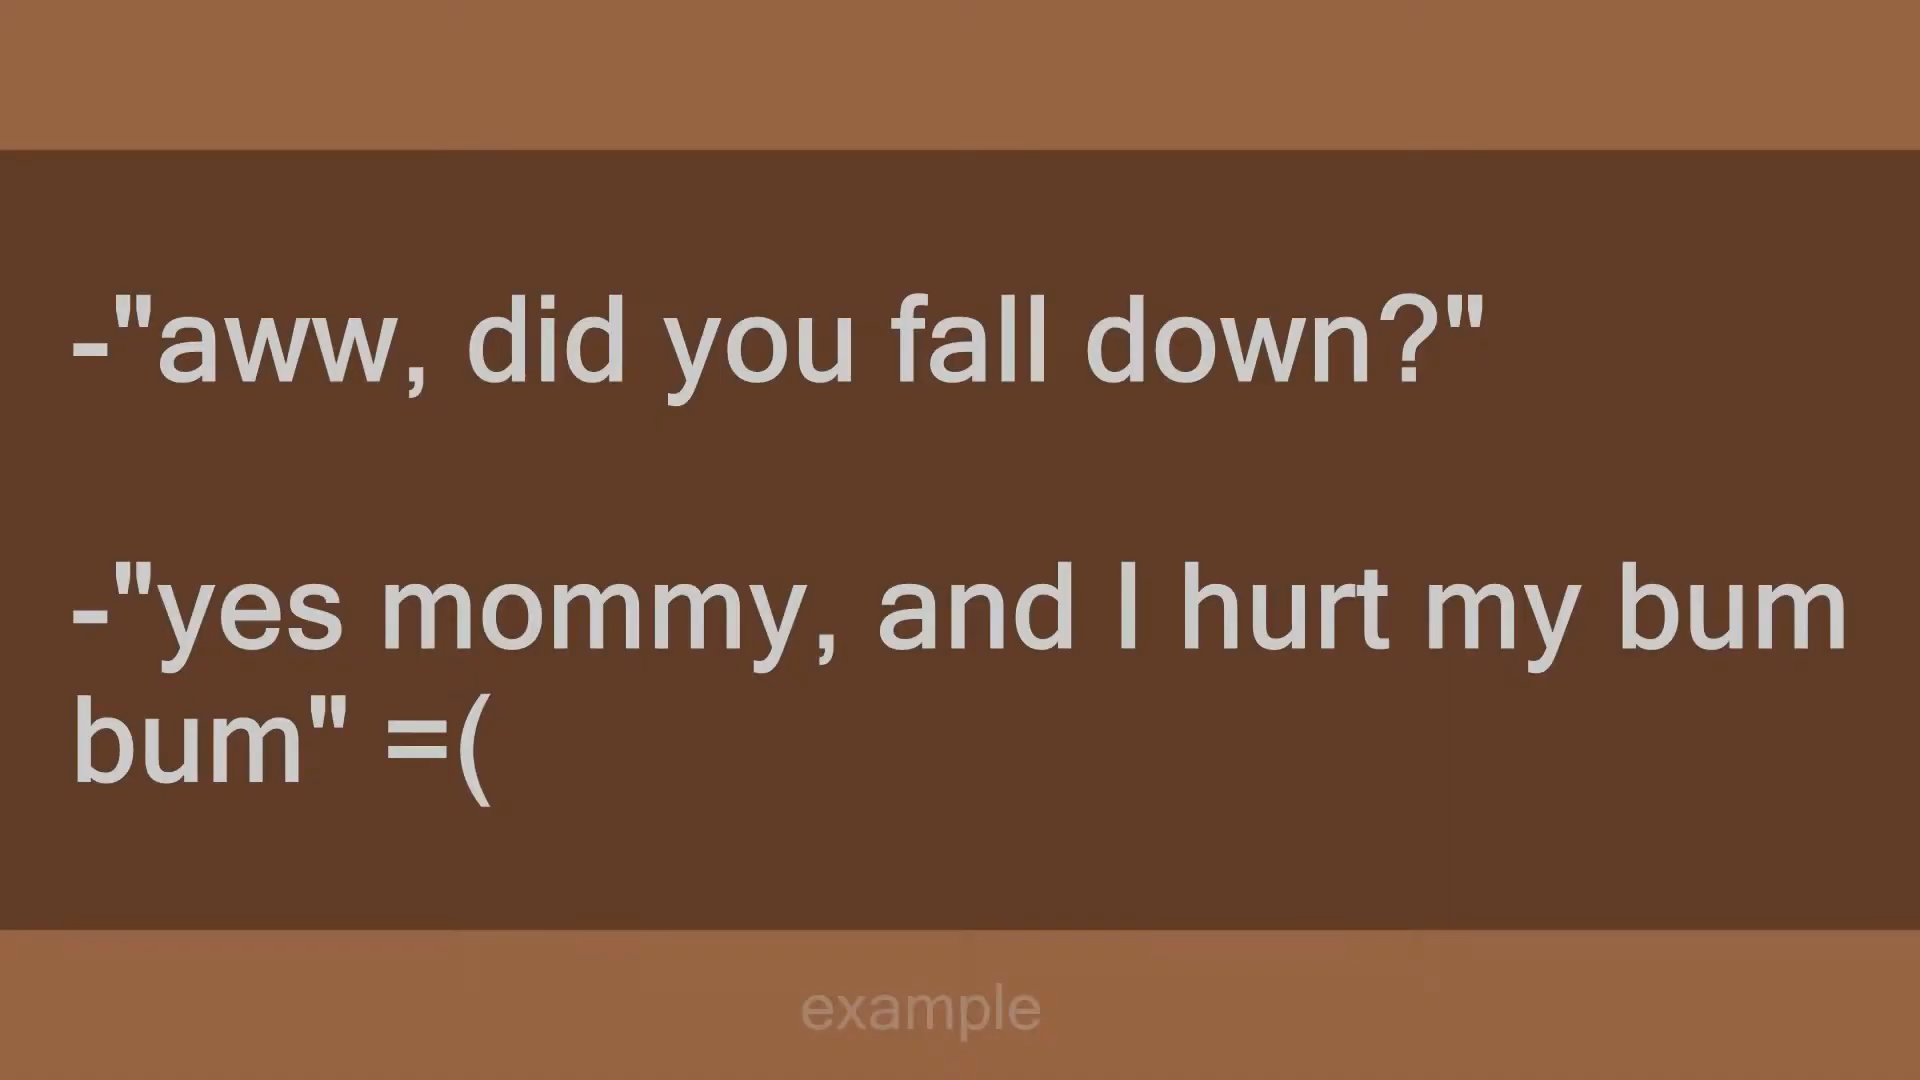 -"aww, did you fall down?"
-"yes mommy, and I hurt my bum
bum" =(
example